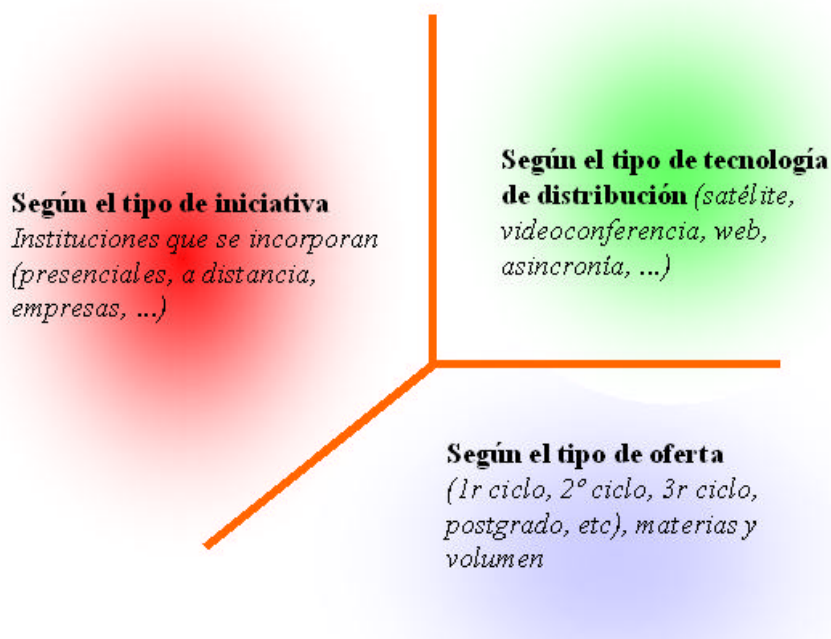 Según el tipo de iniciativa
Instituciones que se incorporan
(presenciales, a distancia,
empresas, ...)
Según el tipo de tecnología
de distribución (satélite,
videoconferencia, web,
asincronía, ...)
Según el tipo de oferta
(1r ciclo, 2º ciclo, 3r ciclo,
postgrado, etc), materias y
volumen